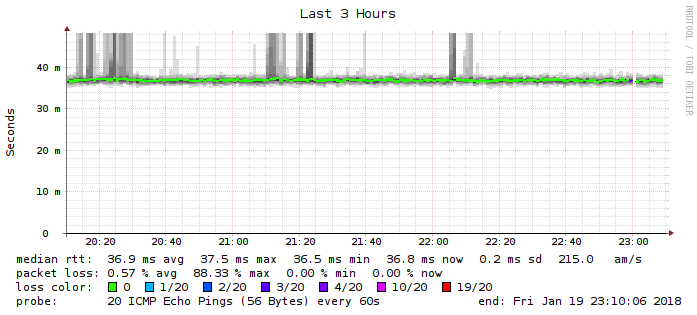 Last 3 Hours
RRDTOOL / TOBI OETIKER
Seconds
40 m
30 m
20 m
10 m
0
20:20 20:40 21:00 21:20 21:40 22:00 22:20 22:40 23:00
median rtt: 36.9 ms avg 37.5 ms max 36.5 ms min 36.8 ms now 0.2 ms sd 215.0 am/s
packet loss: 0.57 % avg 88.33 % max 0.00 % min 0.00 % now
loss color: 0 1/20 2/20 3/20 4/20 10/20 19/20
probe: 20 ICMP Echo Pings (56 Bytes) every 60s end: Fri Jan 19 23:10:06 2018